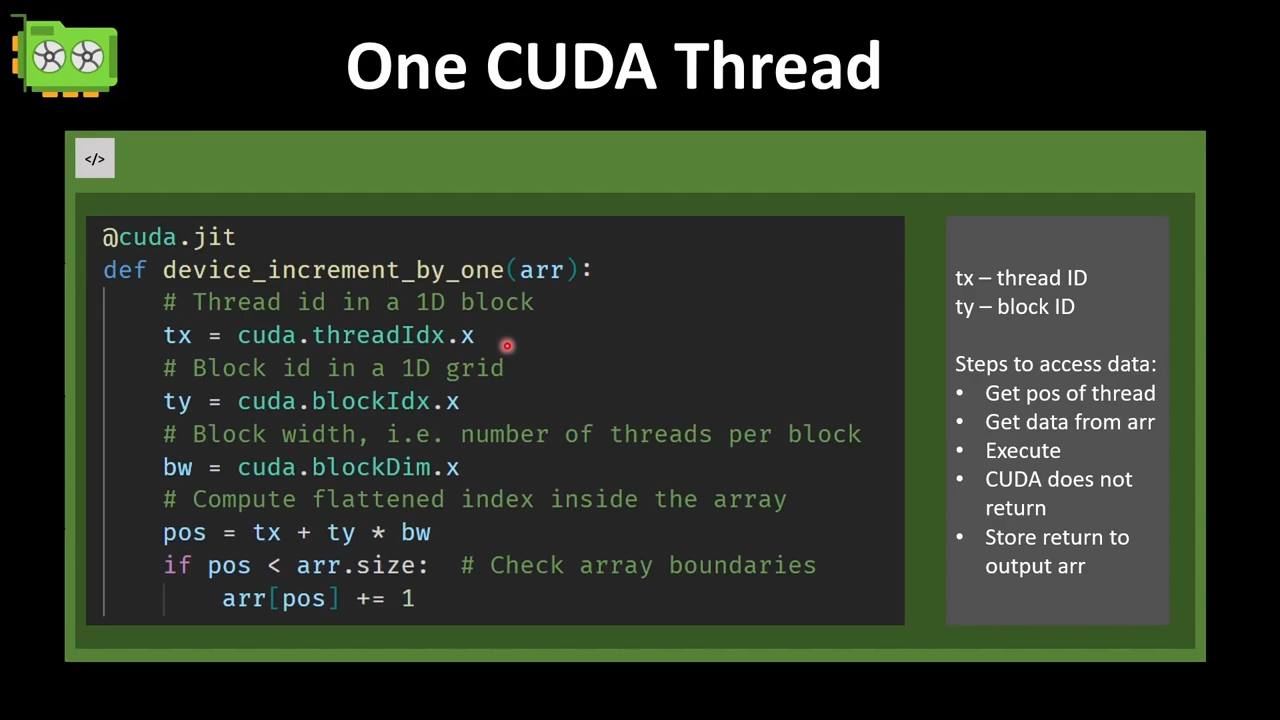 One CUDA Thread
</>
@cuda.jit
def device_increment_by_one(arr):
# Thread id in a 1D block
tx = cuda.threadIdx.x
# Block id in a 1D grid
ty = cuda.blockIdx.x
# Block width, i.e. number of threads per block
bw = cuda.blockDim.x
# Compute flattened index inside the array
pos = tx + ty * bw
if pos < arr.size:  # Check array boundaries
arr[pos] += 1
tx – thread ID
ty – block ID
Steps to access data:
• Get pos of thread
• Get data from arr
• Execute
• CUDA does not
return
• Store return to
output arr